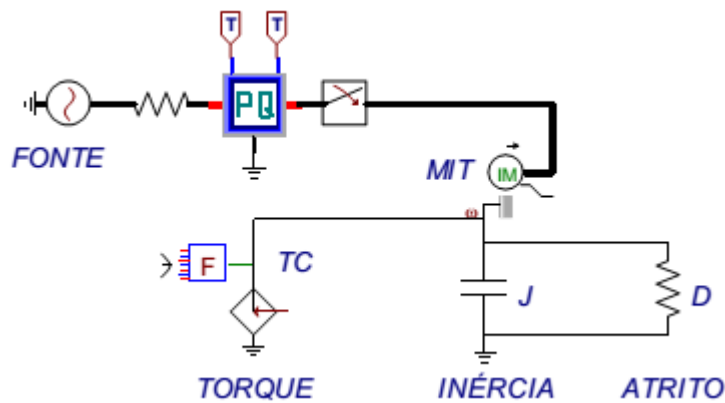 T T
PQ
FONTE
MIT
IM
ω
F
TC
J
D
TORQUE
INÉRCIA
ATRITO